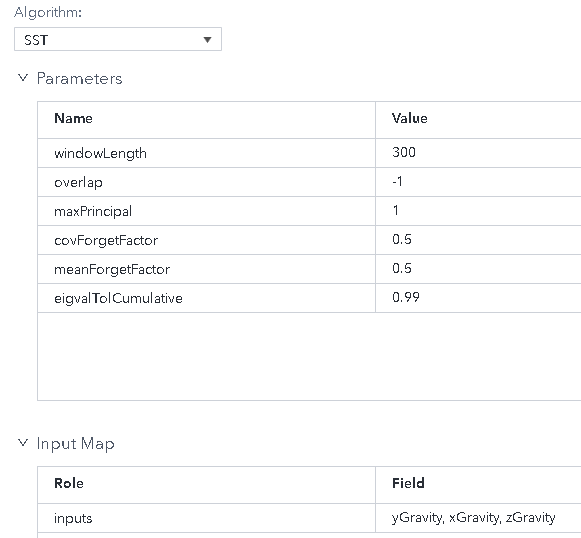 Algorithm:
SST
Parameters
Name Value
windowLength 300
overlap -1
maxPrincipal 1
covForgetFactor 0.5
meanForgetFactor 0.5
eigvalTolCumulative 0.99
Input Map
Role Field
inputs yGravity, xGravity, zGravity